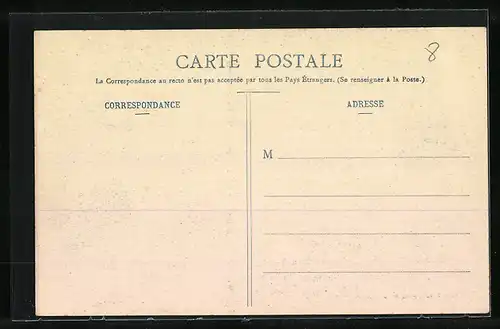 CARTE POSTALE
8
La Correspondance au recto n'est pas acceptée par tous les Pays Étrangers. (Se renseigner à la Poste.)
CORRESPONDANCE
ADRESSE
M